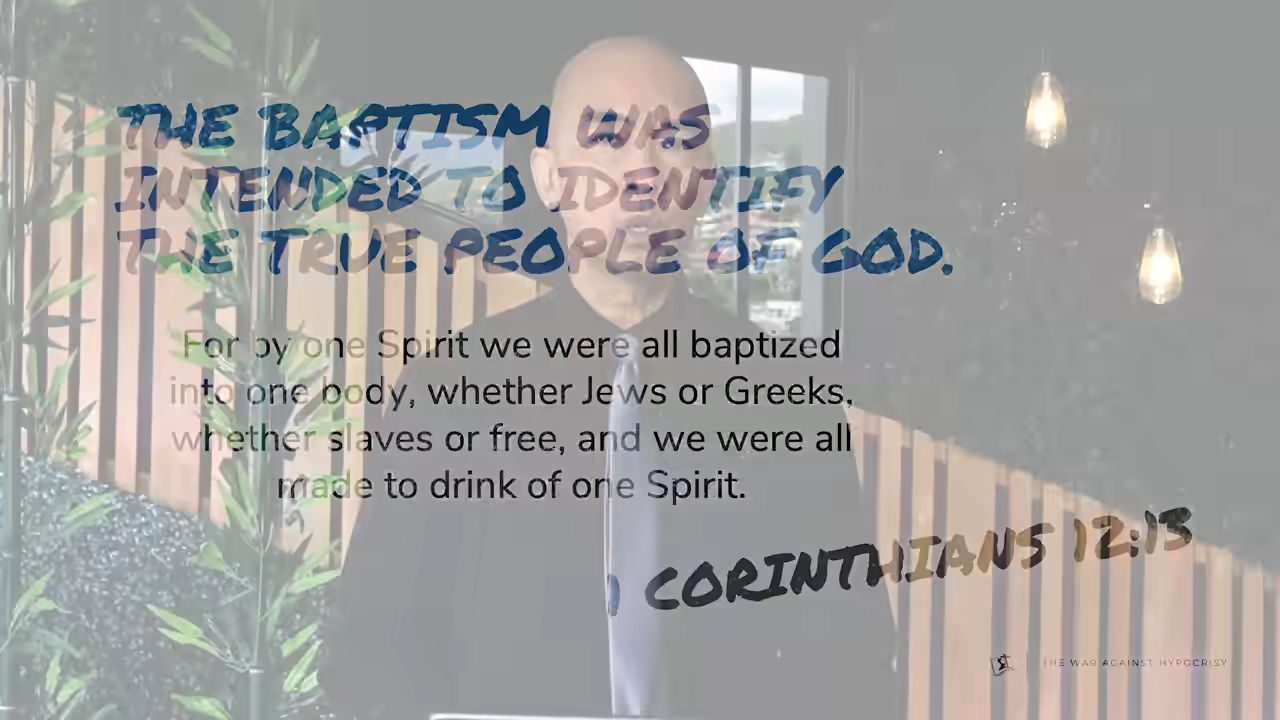 THE BAPTISM WAS
INTENDED TO IDENTIFY
THE TRUE PEOPLE OF GOD.
For by one Spirit we were all baptized
into one body, whether Jews or Greeks,
whether slaves or free, and we were all
made to drink of one Spirit.
CORINTHIANS 12:13
THE WAR AGAINST HYPOCRISY